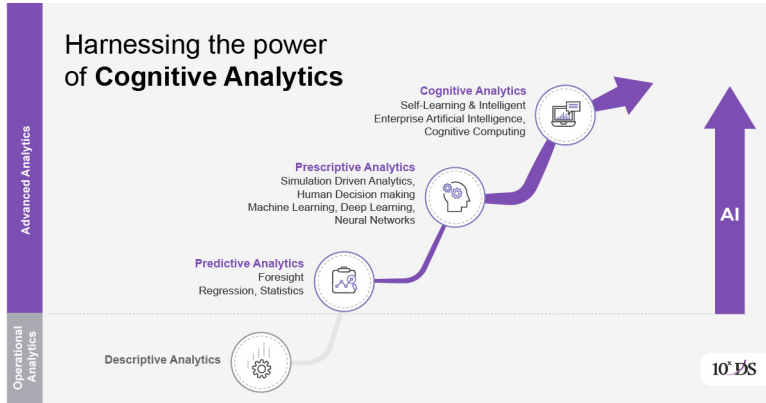 Harnessing the power
of Cognitive Analytics
Advanced Analytics
Cognitive Analytics
Self-Learning & Intelligent
Enterprise Artificial Intelligence,
Cognitive Computing
Prescriptive Analytics
Simulation Driven Analytics,
Human Decision making
Machine Learning, Deep Learning,
Neural Networks
AI
Predictive Analytics
Foresight
Regression, Statistics
Operational
Analytics
Descriptive Analytics
10x DS